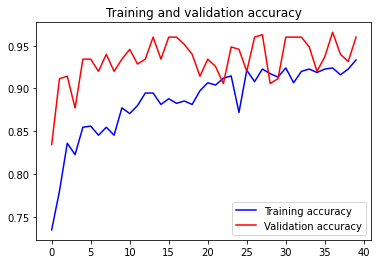 Training and validation accuracy
0.95
0.90
0.85
0.80
0.75
0 5 10 15 20 25 30 35 40
Training accuracy
Validation accuracy